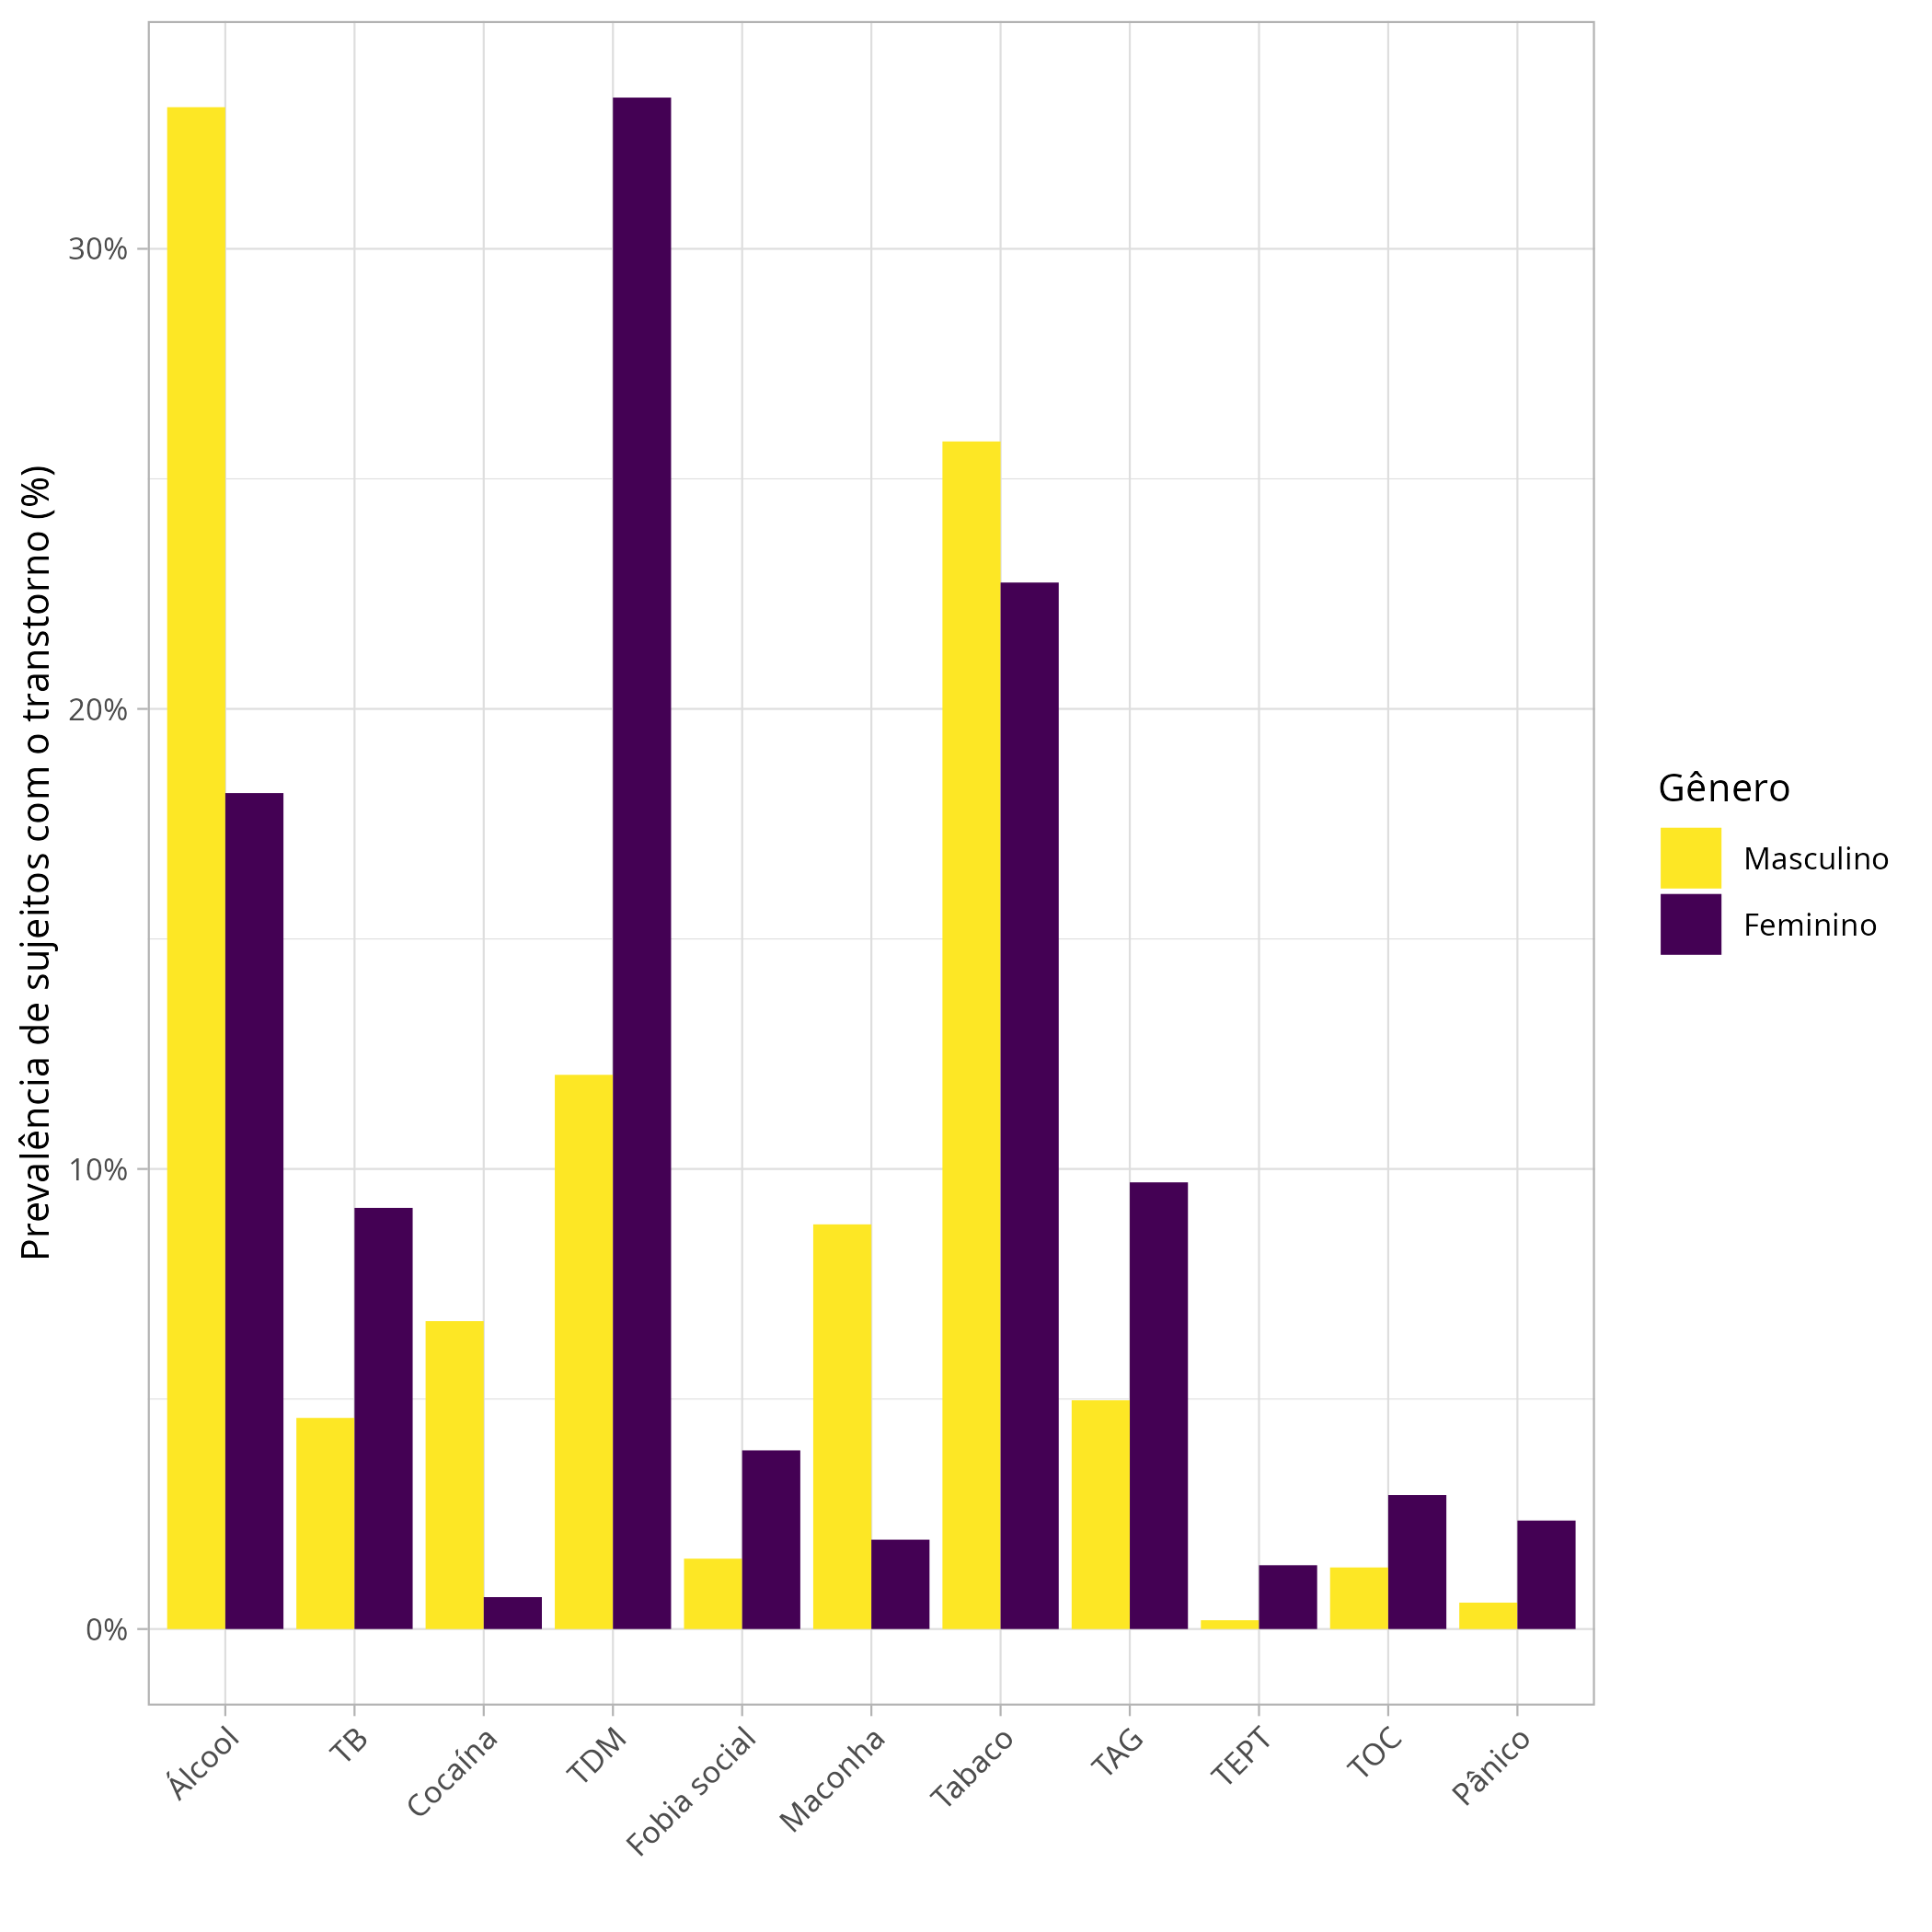 Prevalência de sujeitos com o transtorno (%)
30%
20%
10%
0%
Álcool
TB
Cocaína
TDM
Fobia social
Maconha
Tabaco
TAG
TEPT
TOC
Pânico
Gênero
Masculino
Feminino